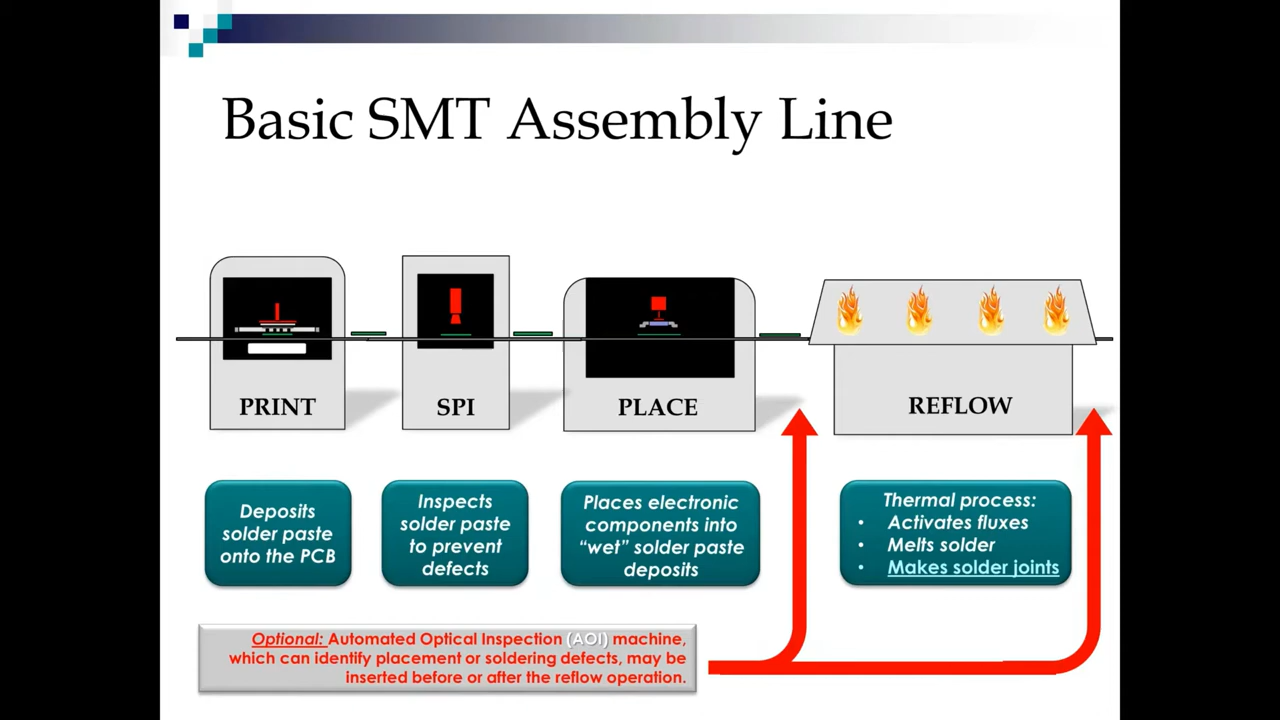 Basic SMT Assembly Line
PRINT
SPI
PLACE
REFLOW
Deposits
solder paste
onto the PCB
Inspects
solder paste
to prevent
defects
Places electronic
components into
“wet” solder paste
deposits
Thermal process:
• Activates fluxes
• Melts solder
• Makes solder joints
Optional: Automated Optical Inspection (AOI) machine,
which can identify placement or soldering defects, may be
inserted before or after the reflow operation.